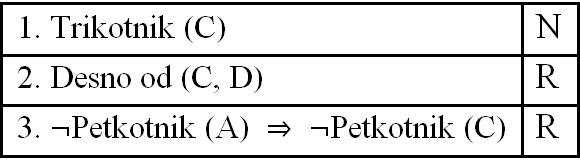 1. Trikotnik (C) N
2. Desno od (C, D) R
3. ¬Petkotnik (A) ⇒ ¬Petkotnik (C) R